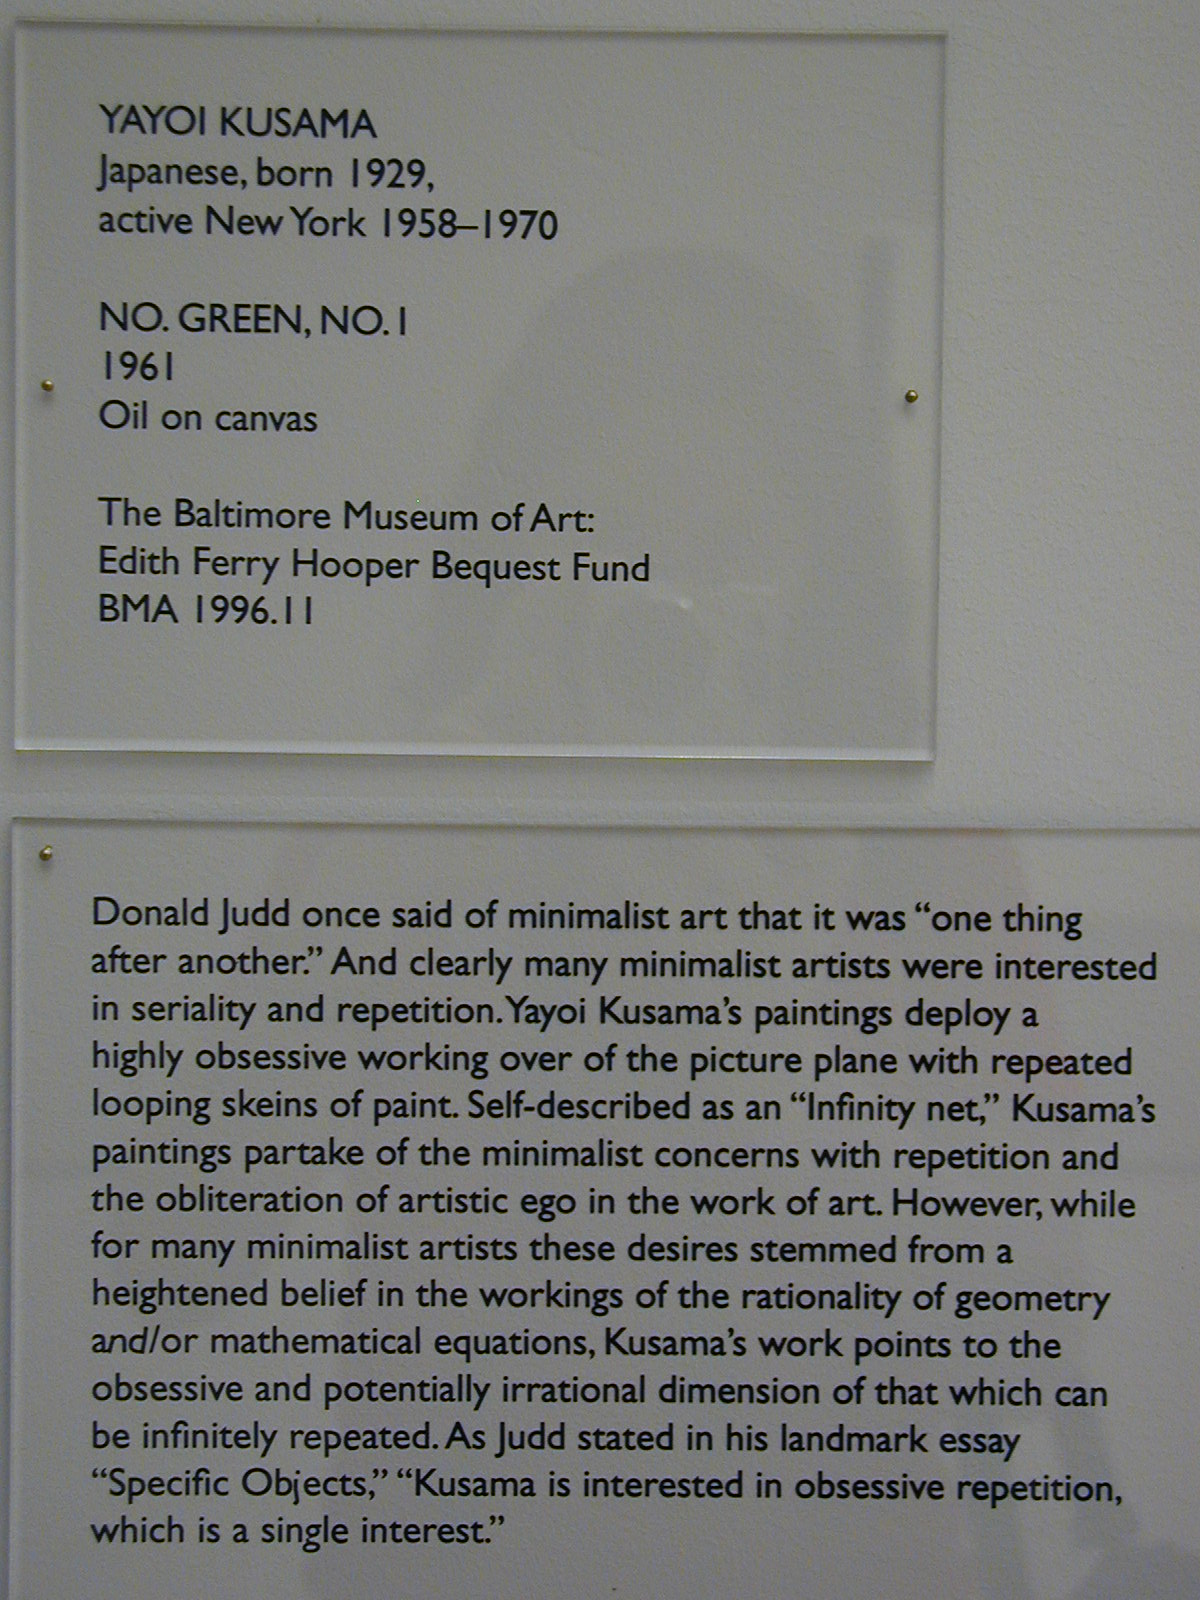 YAYOI KUSAMA
Japanese, born 1929,
active New York 1958–1970
NO. GREEN, NO. 1
1961
Oil on canvas
The Baltimore Museum of Art:
Edith Ferry Hooper Bequest Fund
BMA 1996.11
Donald Judd once said of minimalist art that it was “one thing
after another.” And clearly many minimalist artists were interested
in seriality and repetition. Yayoi Kusama’s paintings deploy a
highly obsessive working over of the picture plane with repeated
looping skeins of paint. Self-described as an “Infinity net,” Kusama’s
paintings partake of the minimalist concerns with repetition and
the obliteration of artistic ego in the work of art. However, while
for many minimalist artists these desires stemmed from a
heightened belief in the workings of the rationality of geometry
and/or mathematical equations, Kusama’s work points to the
obsessive and potentially irrational dimension of that which can
be infinitely repeated. As Judd stated in his landmark essay
“Specific Objects,” “Kusama is interested in obsessive repetition,
which is a single interest.”